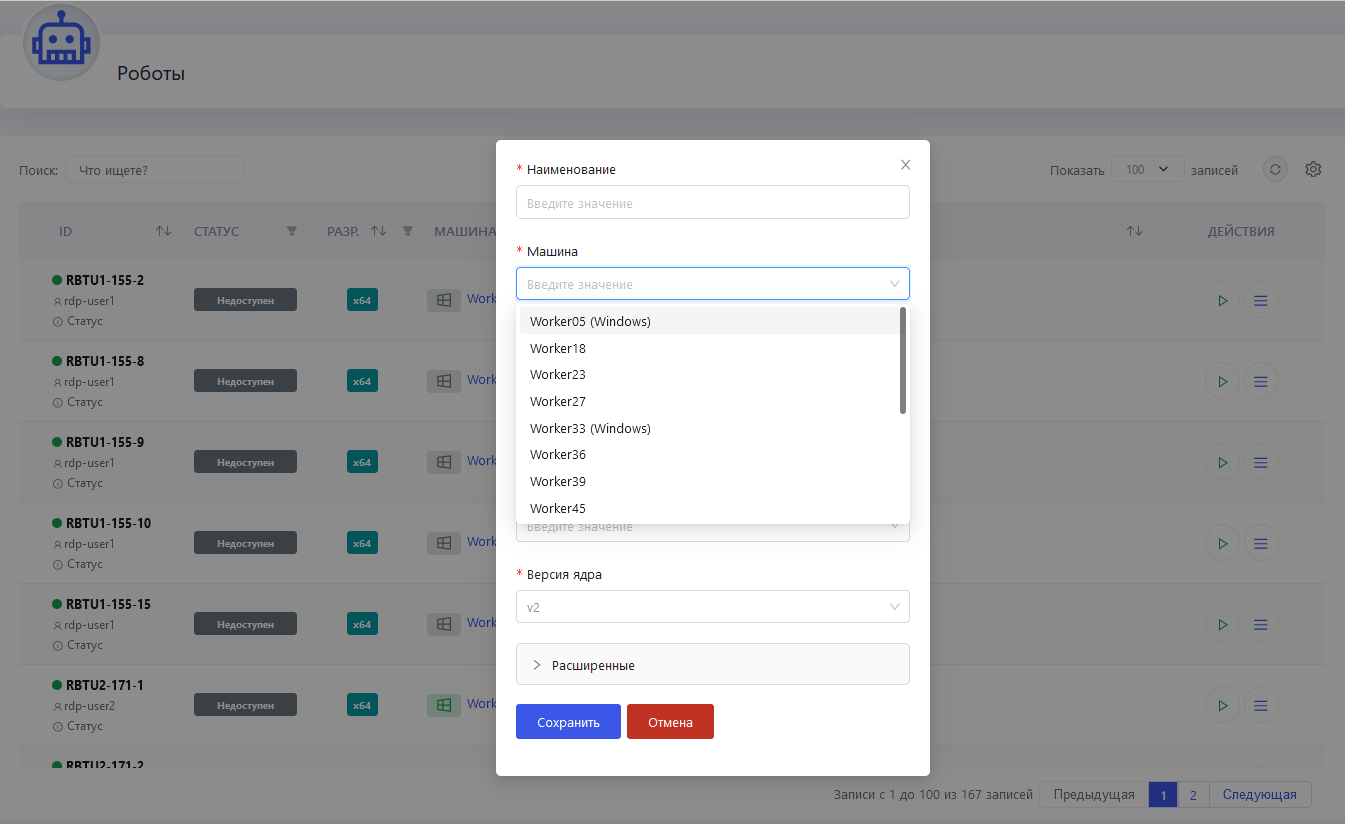 Роботы
Поиск: Что ищете?
Показать 100 записей
ID СТАТУС РАЗР. МАШИНА ДЕЙСТВИЯ
RBTU1-155-2
rdp-user1
Статус
Недоступен x64 Work
RBTU1-155-8
rdp-user1
Статус
Недоступен x64 Work
RBTU1-155-9
rdp-user1
Статус
Недоступен x64 Work
RBTU1-155-10
rdp-user1
Статус
Недоступен x64 Work
RBTU1-155-15
rdp-user1
Статус
Недоступен x64 Work
RBTU2-171-1
rdp-user2
Статус
Недоступен x64 Work
RBTU2-171-2
* Наименование
Введите значение
* Машина
Введите значение
Worker05 (Windows)
Worker18
Worker23
Worker27
Worker33 (Windows)
Worker36
Worker39
Worker45
Введите значение
* Версия ядра
v2
Расширенные
Сохранить Отмена
Записи с 1 до 100 из 167 записей Предыдущая 1 2 Следующая